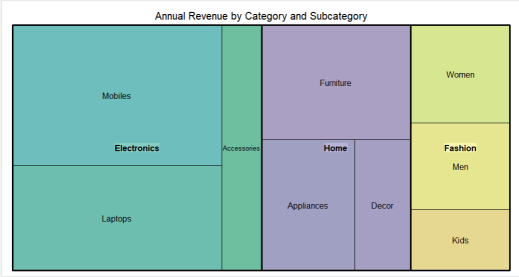 Annual Revenue by Category and Subcategory
Mobiles
Furniture
Women
Electronics
Accessories
Home
Fashion
Men
Laptops
Appliances
Decor
Kids